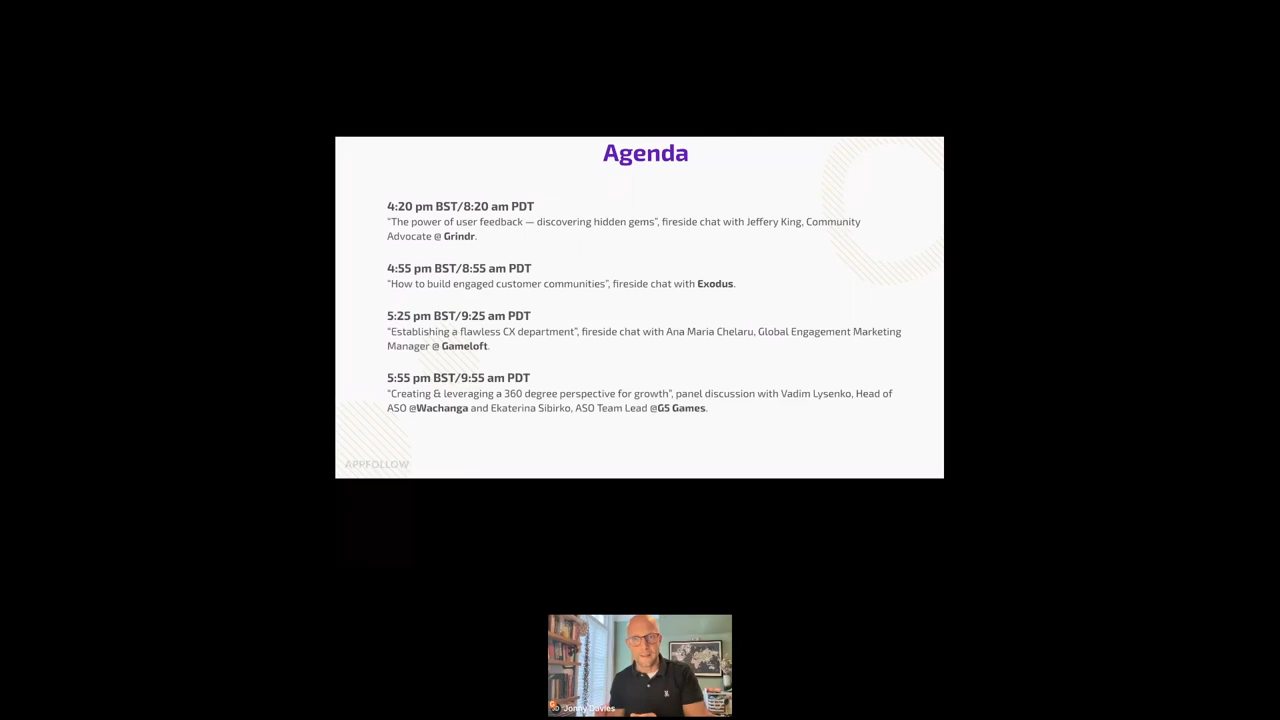 Agenda
4:20 pm BST/8:20 am PDT
“The power of user feedback — discovering hidden gems”, fireside chat with Jeffery King, Community
Advocate @ Grindr.
4:55 pm BST/8:55 am PDT
“How to build engaged customer communities”, fireside chat with Exodus.
5:25 pm BST/9:25 am PDT
“Establishing a flawless CX department”, fireside chat with Ana Maria Chelaru, Global Engagement Marketing
Manager @ Gameloft.
5:55 pm BST/9:55 am PDT
“Creating & leveraging a 360 degree perspective for growth”, panel discussion with Vadim Lysenko, Head of
ASO @Wachanga and Ekaterina Sibirko, ASO Team Lead @G5 Games.
APPFOLLOW
Jonny Davies